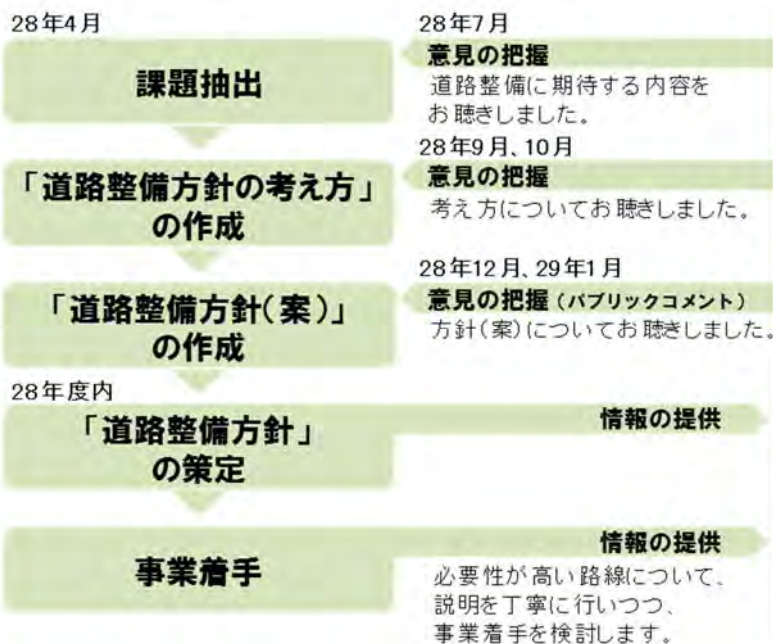 28年4月
課題抽出
28年7月
意見の把握
道路整備に期待する内容を
お聴きしました。
「道路整備方針の考え方」
の作成
28年9月、10月
意見の把握
考え方についてお聴きしました。
「道路整備方針(案)」
の作成
28年12月、29年1月
意見の把握(パブリックコメント)
方針(案)についてお聴きしました。
28年度内
「道路整備方針」
の策定
情報の提供
事業着手
情報の提供
必要性が高い路線について、
説明を丁寧に行いつつ、
事業着手を検討します。